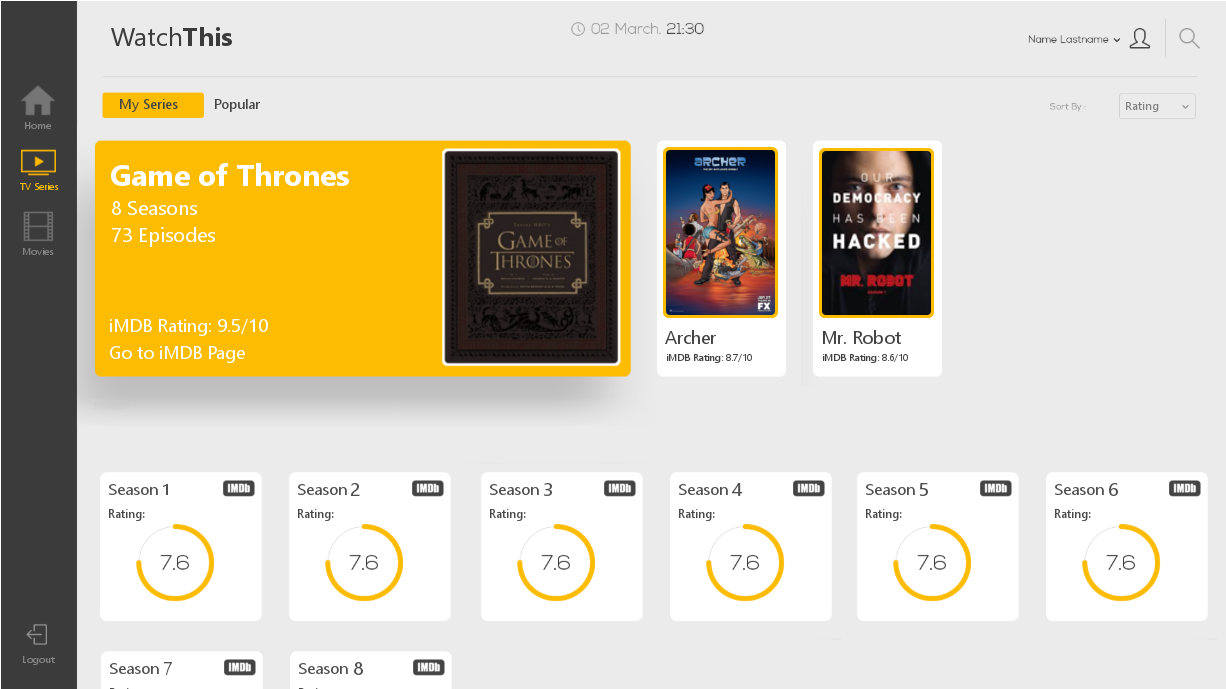 WatchThis
02 March. 21:30
Name Lastname
Home
TV Series
Movies
Logout
My Series
Popular
Sort By :
Rating
Game of Thrones
8 Seasons
73 Episodes
iMDB Rating: 9.5/10
Go to iMDB Page
GAME OF
THRONES
ARCHER
FX
Archer
iMDB Rating: 8.7/10
OUR
DEMOCRACY
HAS BEEN
HACKED
MR. ROBOT
Mr. Robot
iMDB Rating: 8.6/10
Season 1
IMDb
Rating:
7.6
Season 2
IMDb
Rating:
7.6
Season 3
IMDb
Rating:
7.6
Season 4
IMDb
Rating:
7.6
Season 5
IMDb
Rating:
7.6
Season 6
IMDb
Rating:
7.6
Season 7
IMDb
Season 8
IMDb